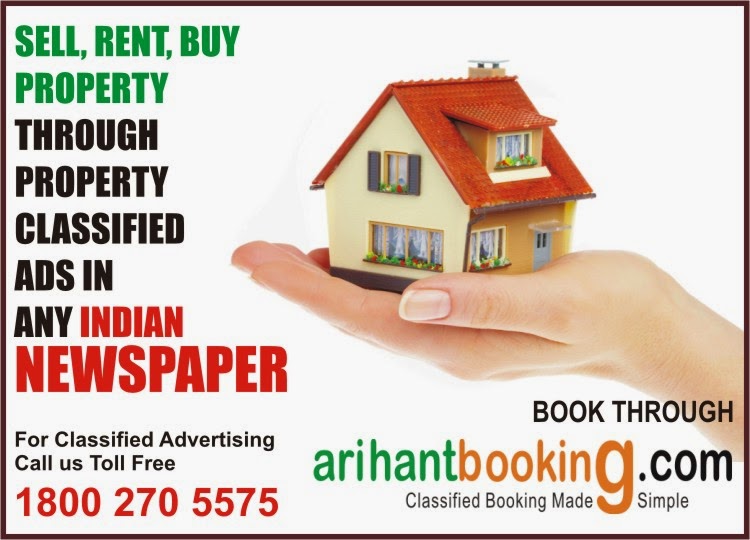 SELL, RENT, BUY
PROPERTY
THROUGH
PROPERTY
CLASSIFIED
ADS IN
ANY INDIAN
NEWSPAPER
For Classified Advertising
Call us Toll Free
1800 270 5575
BOOK THROUGH
arihantbooking.com
Classified Booking Made Simple